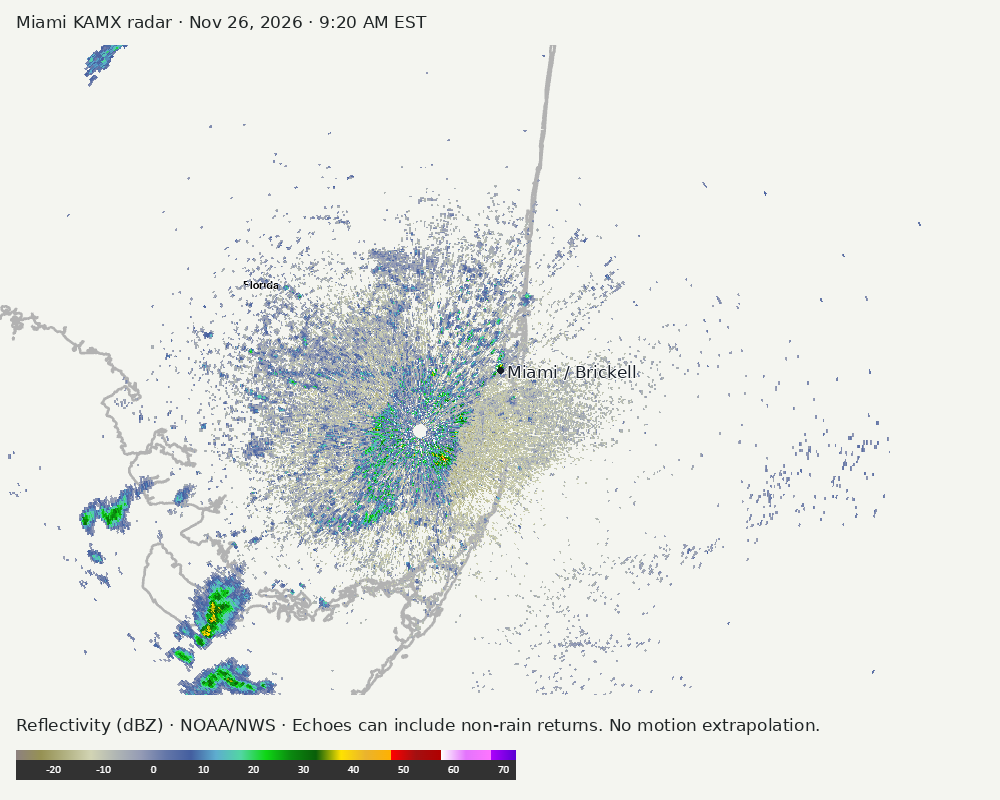 Miami KAMX radar · Nov 26, 2026 · 9:20 AM EST
Florida
Miami / Brickell
Reflectivity (dBZ) · NOAA/NWS · Echoes can include non-rain returns. No motion extrapolation.
-20 -10 0 10 20 30 40 50 60 70